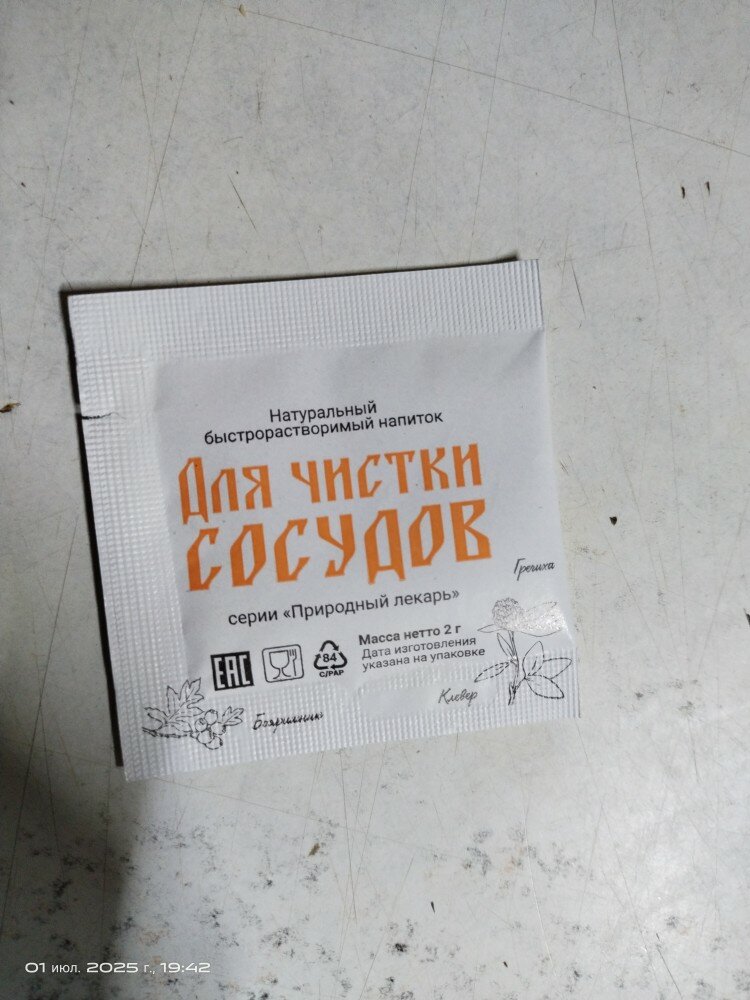 Натуральный
быстрорастворимый напиток
Для чистки
сосудов
серии «Природный лекарь»
EAC
84
C/PAP
Масса нетто 2 г
Дата изготовления
указана на упаковке
Гречиха
Клевер
Боярышник
01 июл. 2025 г., 19:42